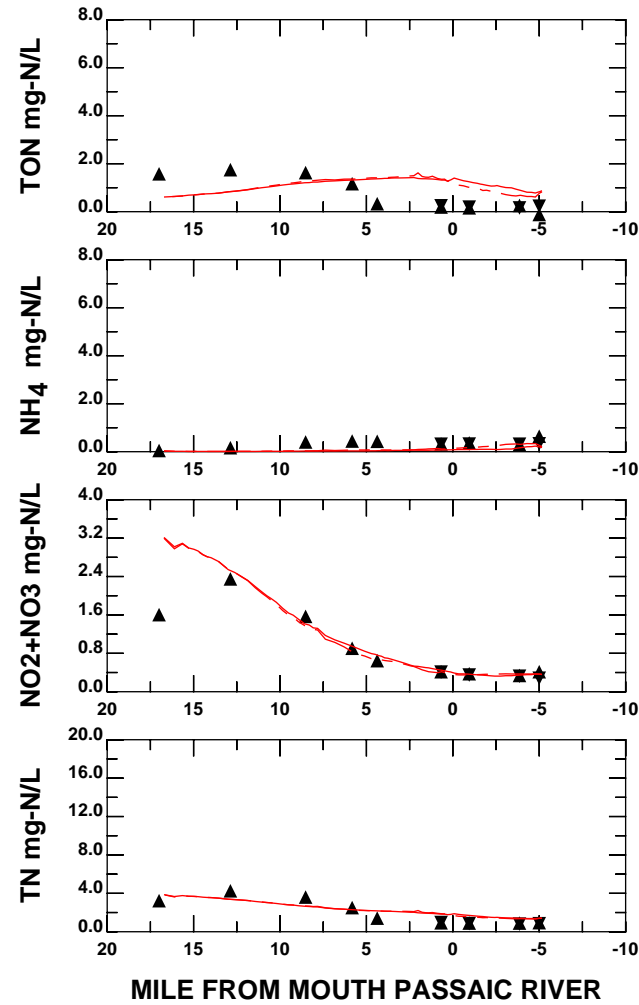 TON mg-N/L
8.0
6.0
4.0
2.0
0.0
20 15 10 5 0 -5 -10
NH4 mg-N/L
8.0
6.0
4.0
2.0
0.0
20 15 10 5 0 -5 -10
NO2+NO3 mg-N/L
4.0
3.2
2.4
1.6
0.8
0.0
20 15 10 5 0 -5 -10
TN mg-N/L
20.0
16.0
12.0
8.0
4.0
0.0
20 15 10 5 0 -5 -10
MILE FROM MOUTH PASSAIC RIVER